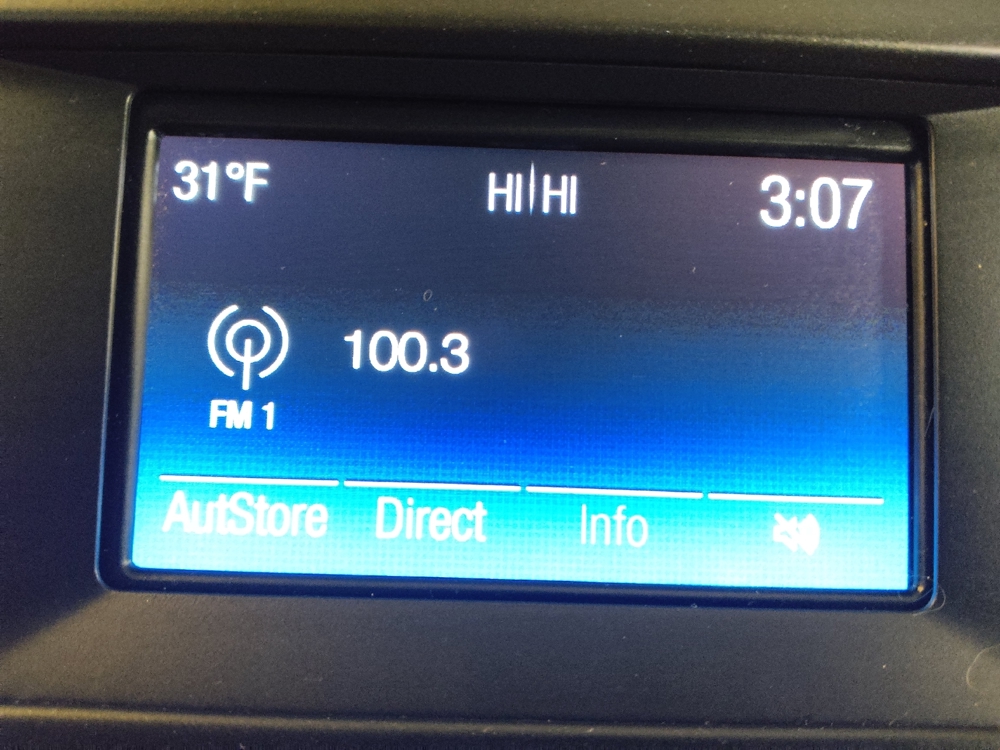 31°F HI HI 3:07
100.3
FM 1
AutStore Direct Info